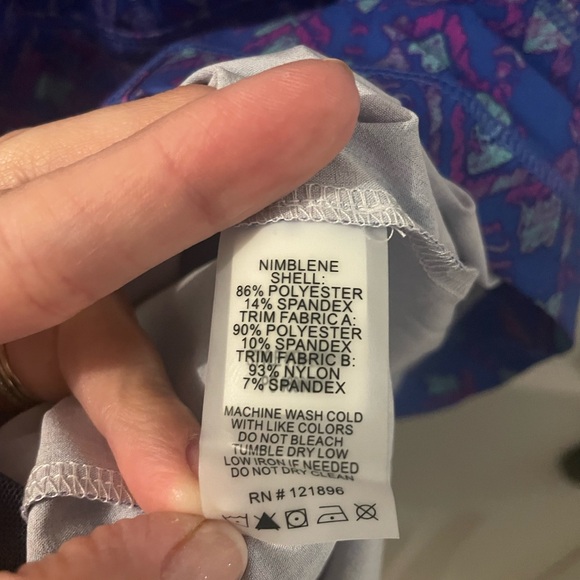 NIMBLENE
SHELL:
86% POLYESTER
14% SPANDEX
TRIM FABRIC A:
90% POLYESTER
10% SPANDEX
TRIM FABRIC B:
93% NYLON
7% SPANDEX
MACHINE WASH COLD
WITH LIKE COLORS
DO NOT BLEACH
TUMBLE DRY LOW
LOW IRON IF NEEDED
DO NOT DRY CLEAN
RN # 121896